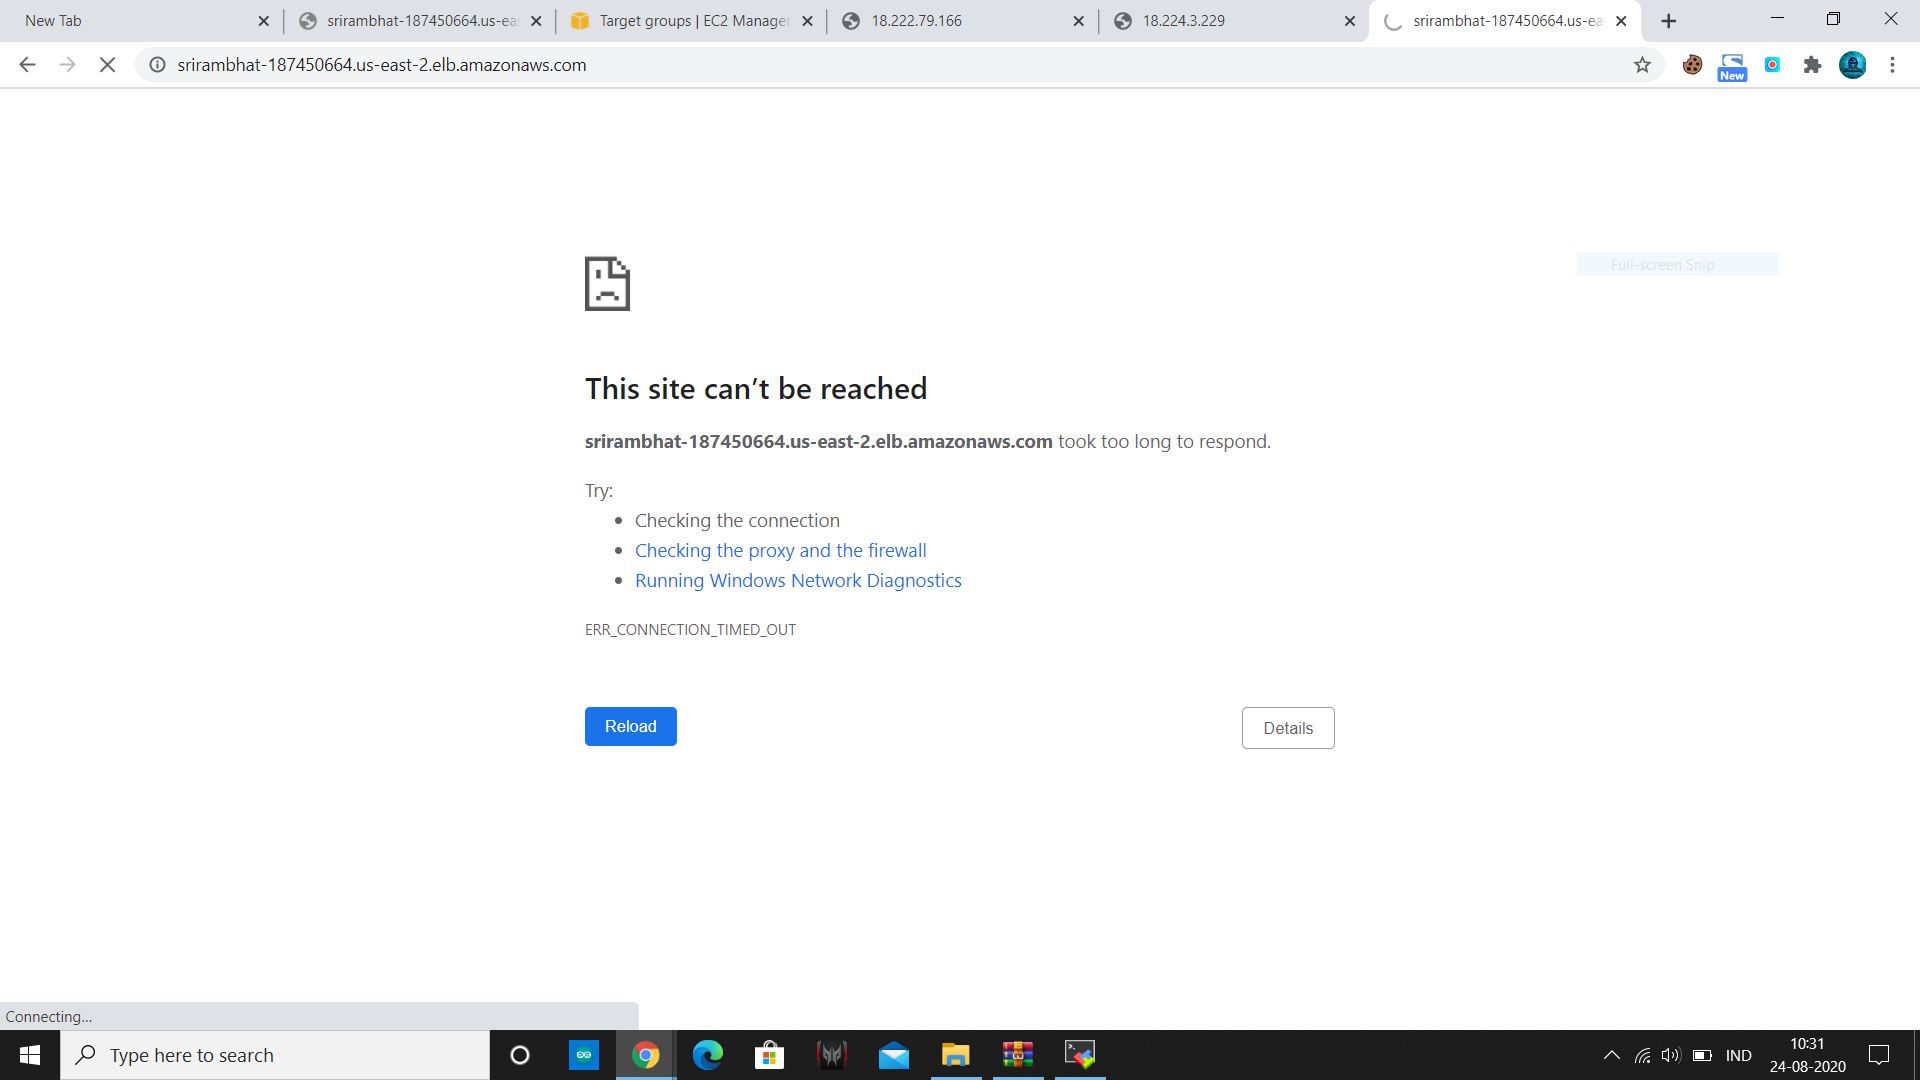 New Tab
srirambhat-187450664.us-eas
Target groups | EC2 Manager
18.222.79.166
18.224.3.229
srirambhat-187450664.us-ea
srirambhat-187450664.us-east-2.elb.amazonaws.com
New
Full-screen Snip
This site can’t be reached
srirambhat-187450664.us-east-2.elb.amazonaws.com took too long to respond.
Try:
Checking the connection
Checking the proxy and the firewall
Running Windows Network Diagnostics
ERR_CONNECTION_TIMED_OUT
Reload
Details
Connecting...
Type here to search
IND
10:31
24-08-2020